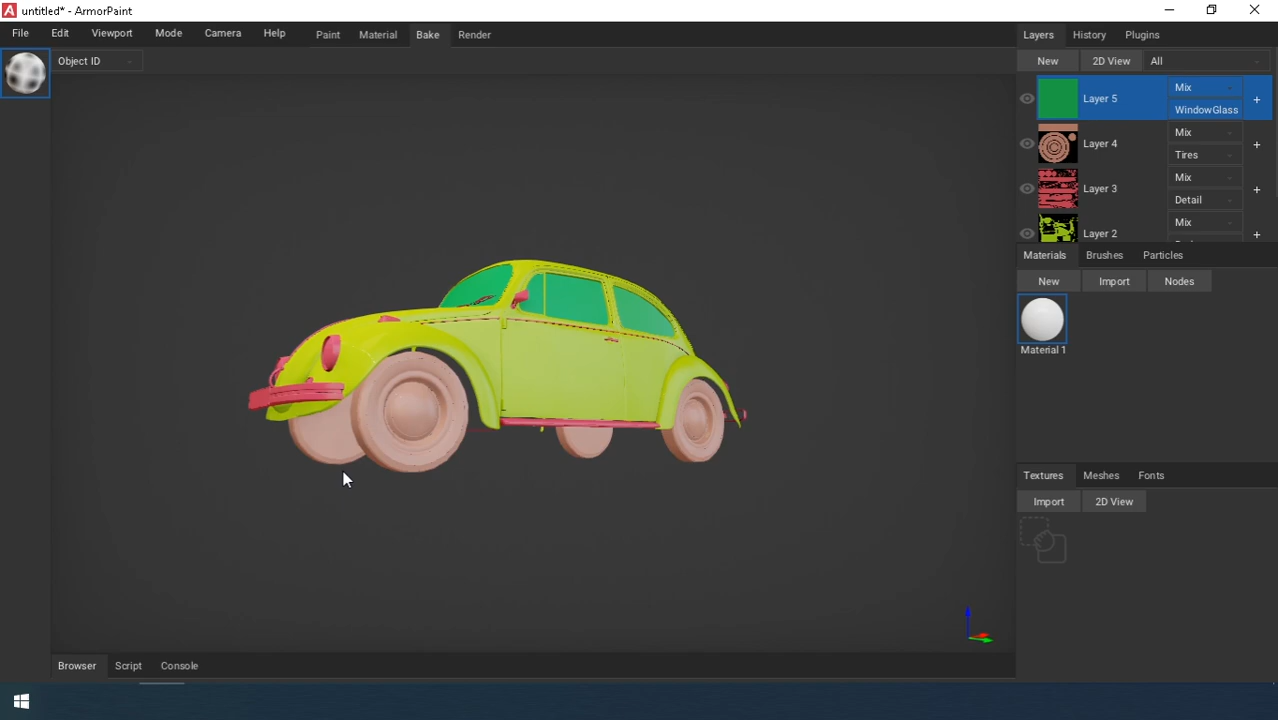 untitled* - ArmorPaint
File Edit Viewport Mode Camera Help Paint Material Bake Render
Layers History Plugins
Object ID
New 2D View All
Layer 5 Mix
WindowGlass
+
Layer 4 Mix
Tires
+
Layer 3 Mix
Detail
+
Layer 2 Mix
+
Materials Brushes Particles
New Import Nodes
Material 1
Textures Meshes Fonts
Import 2D View
Browser Script Console